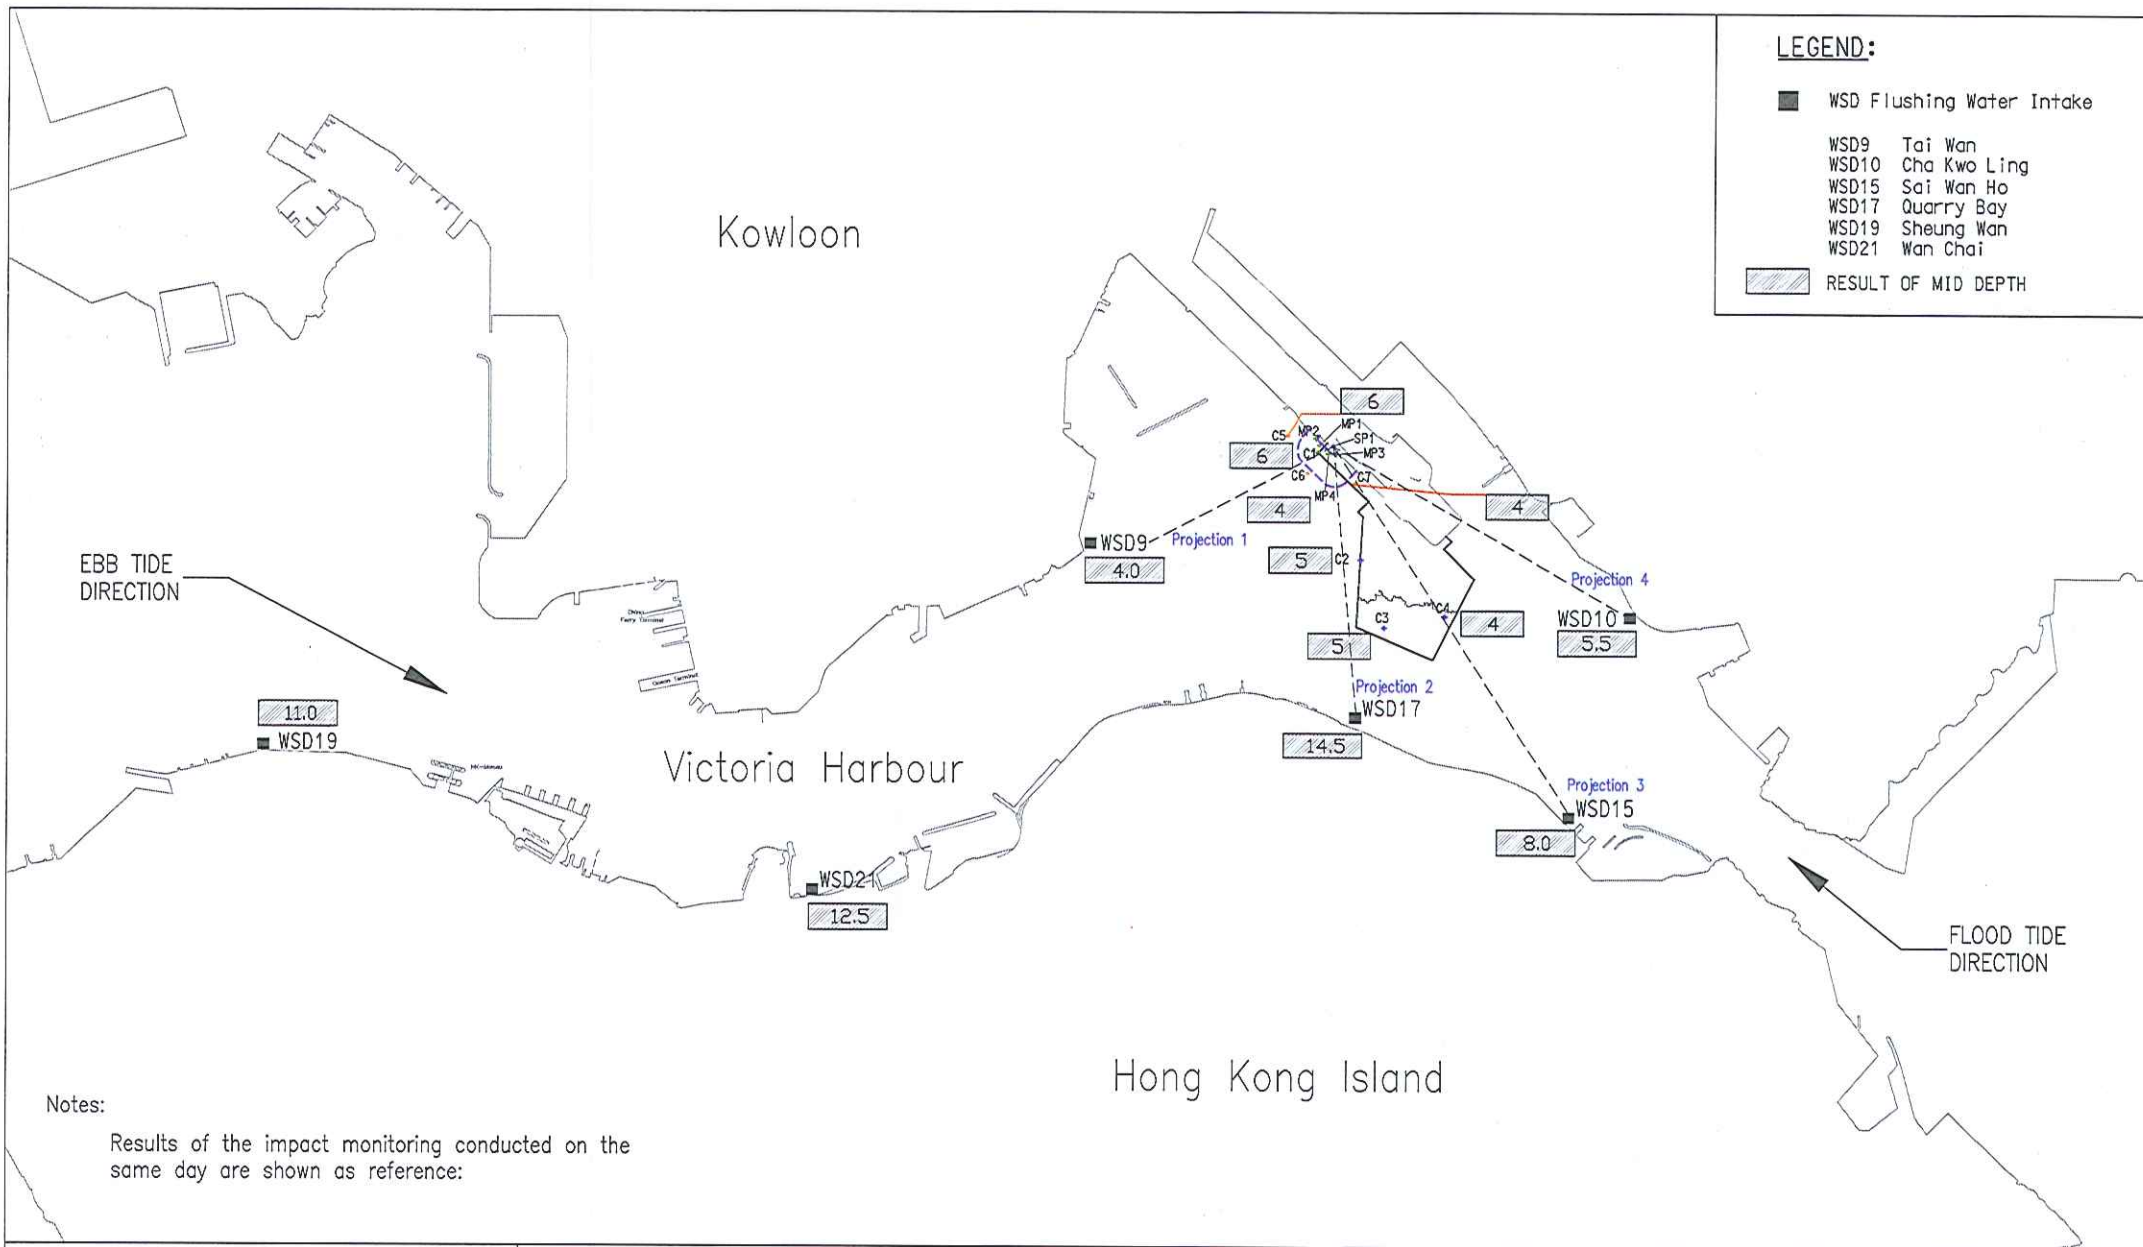 LEGEND:
WSD Flushing Water Intake
WSD9 Tai Wan
WSD10 Cha Kwo Ling
WSD15 Sai Wan Ho
WSD17 Quarry Bay
WSD19 Sheung Wan
WSD21 Wan Chai
RESULT OF MID DEPTH
Kowloon
6
MP1
MP2
C5
SP1
C1
MP3
6
C6
C7
MP4
4
4
WSD9
Projection 1
4.0
5
C2
EBB TIDE
DIRECTION
Projection 4
China
Ferry Terminal
C4
C3
4
WSD10
5.5
5
Ocean Terminal
Projection 2
WSD17
14.5
11.0
WSD19
Victoria Harbour
Projection 3
WSD15
8.0
WSD21
12.5
FLOOD TIDE
DIRECTION
Hong Kong Island
Notes:
Results of the impact monitoring conducted on the
same day are shown as reference: